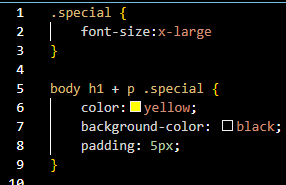 1 .special {
2 font-size:x-large
3 }
4
5 body h1 + p .special {
6 color: yellow;
7 background-color: black;
8 padding: 5px;
9 }
10